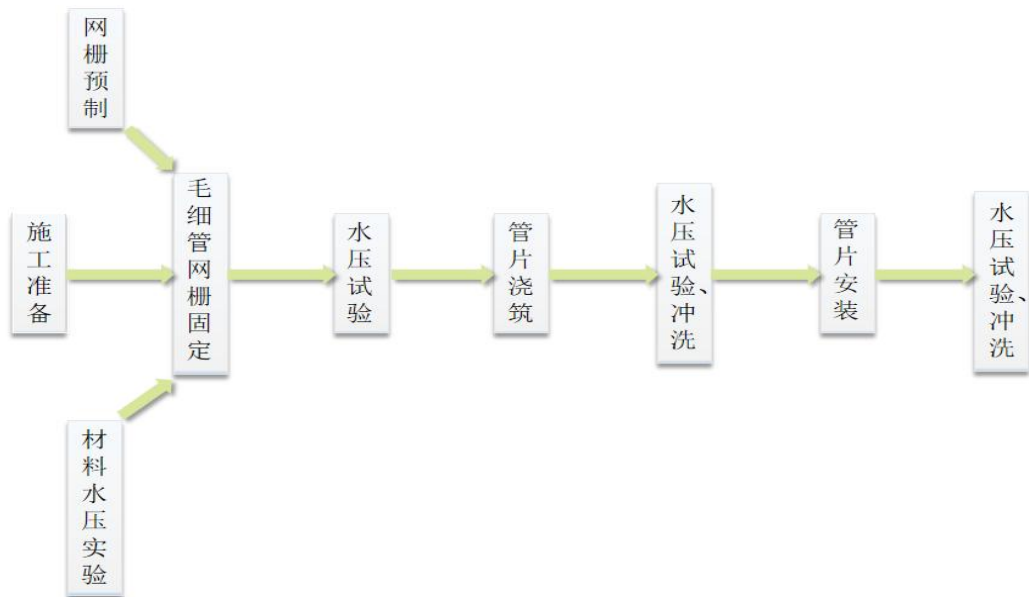 网栅预制
施工准备
毛细管网栅固定
水压试验
管片浇筑
水压试验、冲洗
管片安装
水压试验、冲洗
材料水压实验